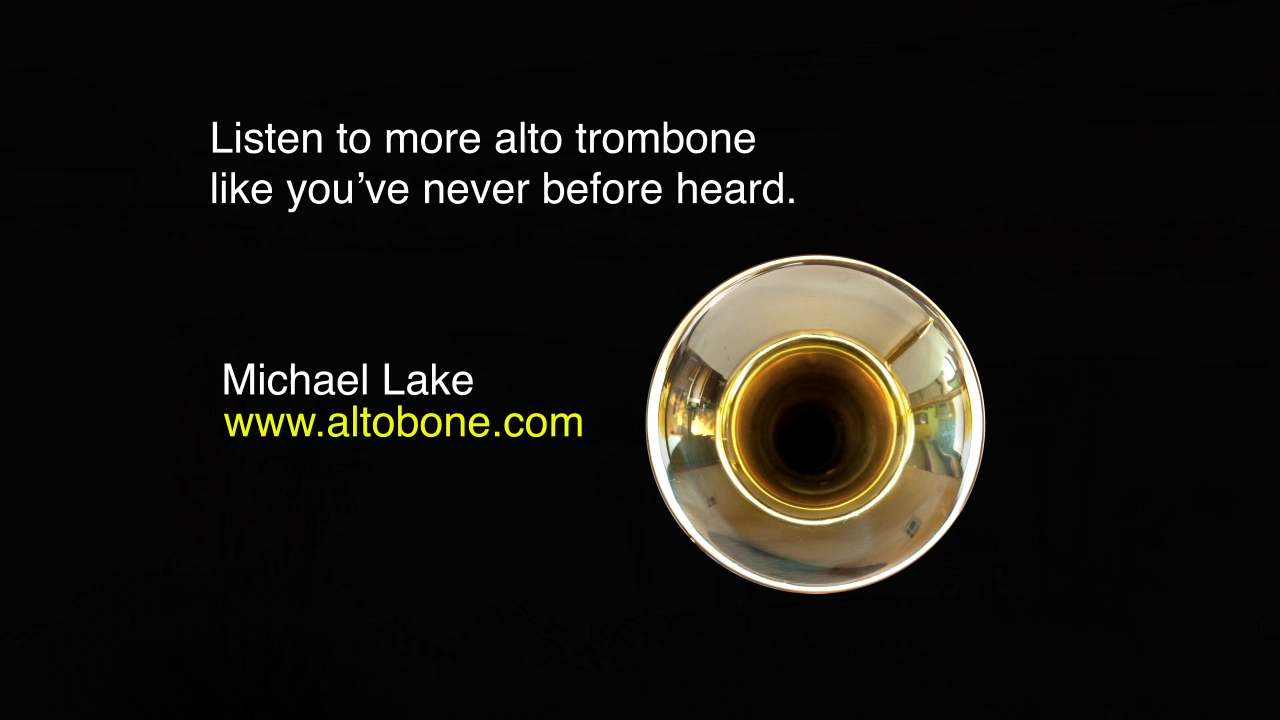 Listen to more alto trombone
like you’ve never before heard.
Michael Lake
www.altobone.com